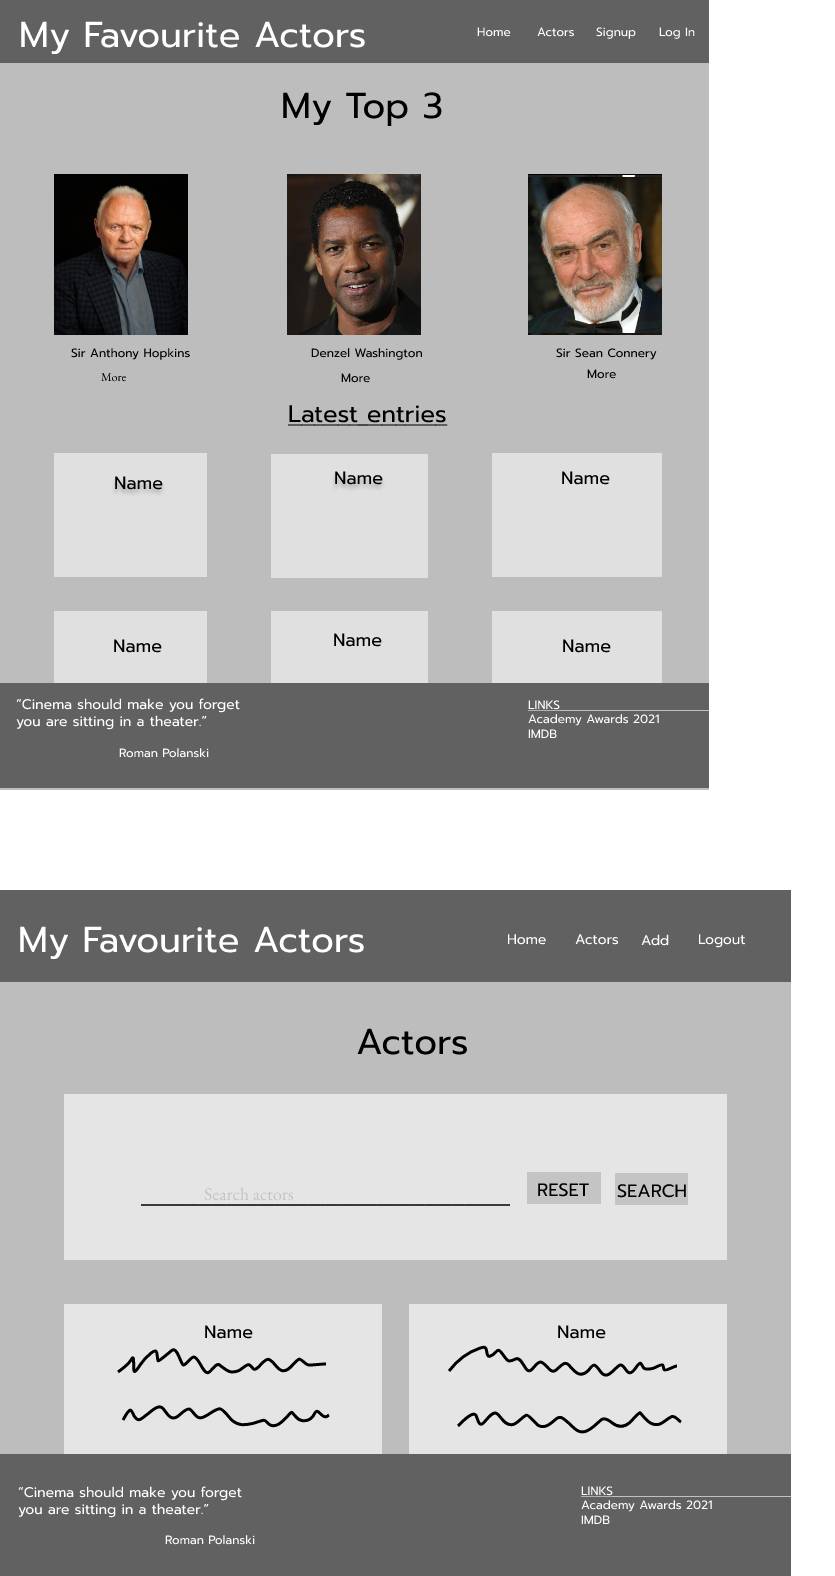 My Favourite Actors
Home Actors Signup Log In
My Top 3
Sir Anthony Hopkins
More
Denzel Washington
More
Sir Sean Connery
More
Latest entries
Name
Name
Name
Name
Name
Name
“Cinema should make you forget
you are sitting in a theater.”
Roman Polanski
LINKS
Academy Awards 2021
IMDB
My Favourite Actors
Home Actors Add Logout
Actors
Search actors
RESET
SEARCH
Name
Name
“Cinema should make you forget
you are sitting in a theater.”
Roman Polanski
LINKS
Academy Awards 2021
IMDB